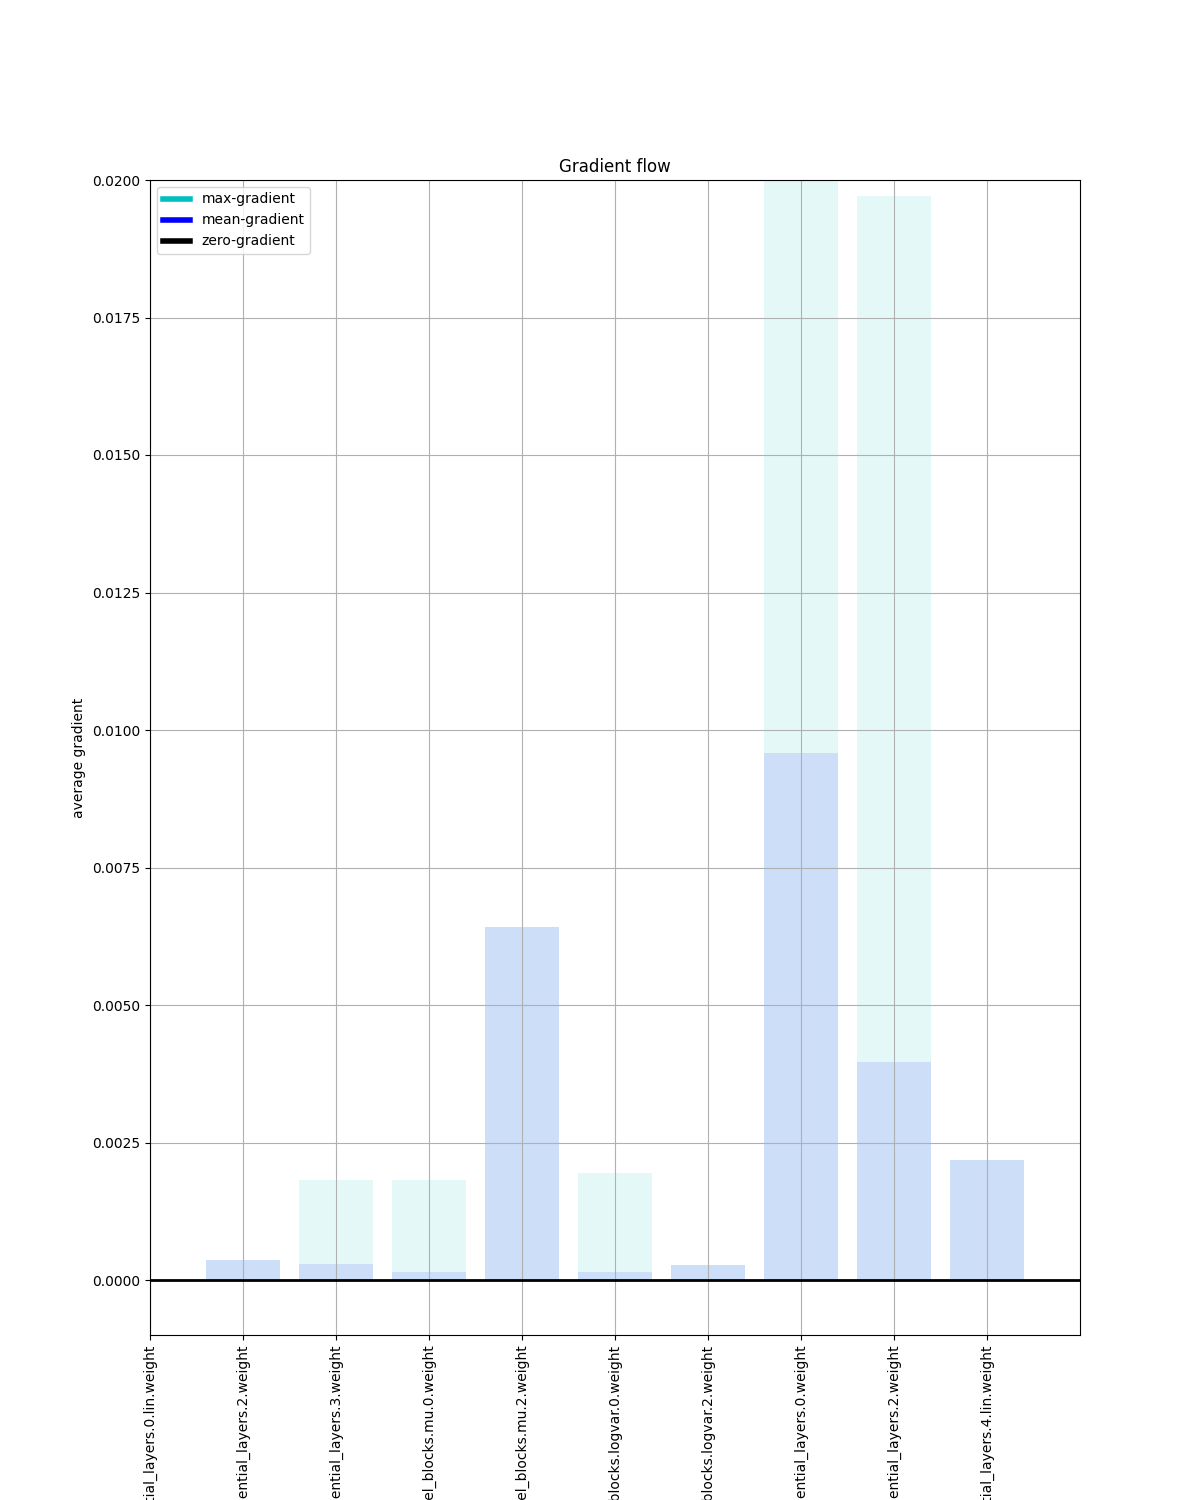 Gradient flow
max-gradient
mean-gradient
zero-gradient
0.0200
0.0175
0.0150
0.0125
0.0100
0.0075
0.0050
0.0025
0.0000
average gradient
tial_layers.0.lin.weight
ential_layers.2.weight
ential_layers.3.weight
el_blocks.mu.0.weight
el_blocks.mu.2.weight
blocks.logvar.0.weight
blocks.logvar.2.weight
ential_layers.0.weight
ential_layers.2.weight
tial_layers.4.lin.weight